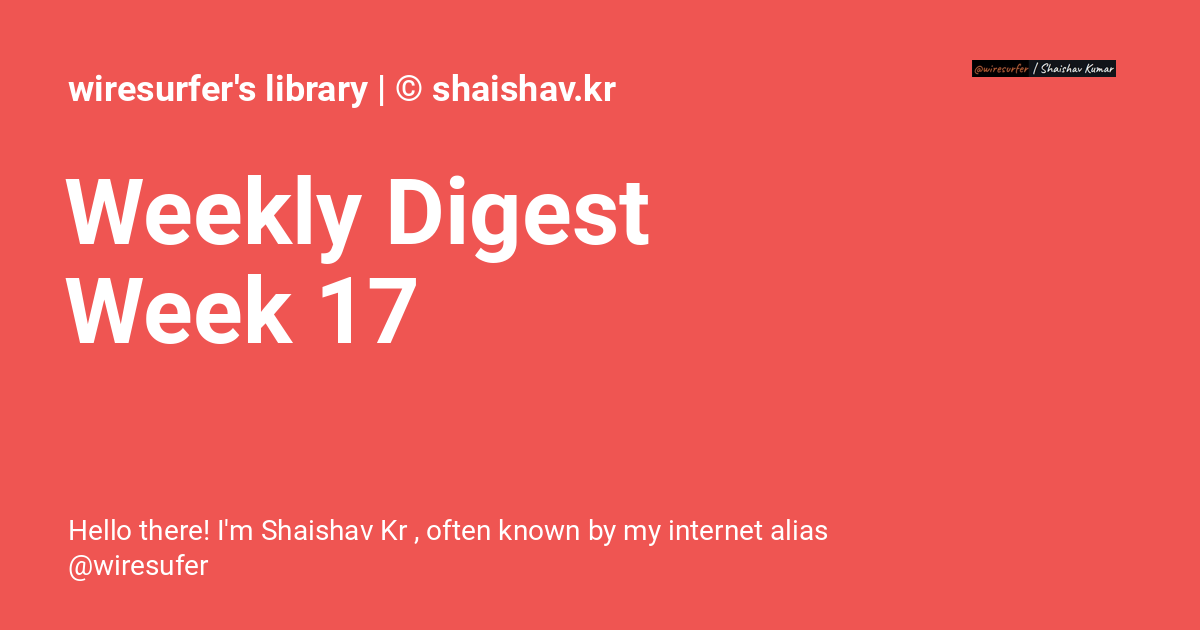 wiresurfer's library | © shaishav.kr
@wiresurfer | Shaishav Kumar
Weekly Digest
Week 17
Hello there! I'm Shaishav Kr , often known by my internet alias
@wiresufer